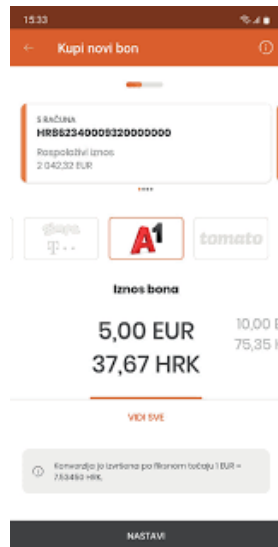 15:33
Kupi novi bon
S RAČUNA
HR8623400093200000000
Raspoloživi iznos
2 042,32 EUR
A1
tomato
Iznos bona
5,00 EUR
37,67 HRK
10,00 E
75,35 H
VIDI SVE
Konverzija je izvršena po fiksnom tečaju 1 EUR =
7.53450 HRK.
NASTAVI